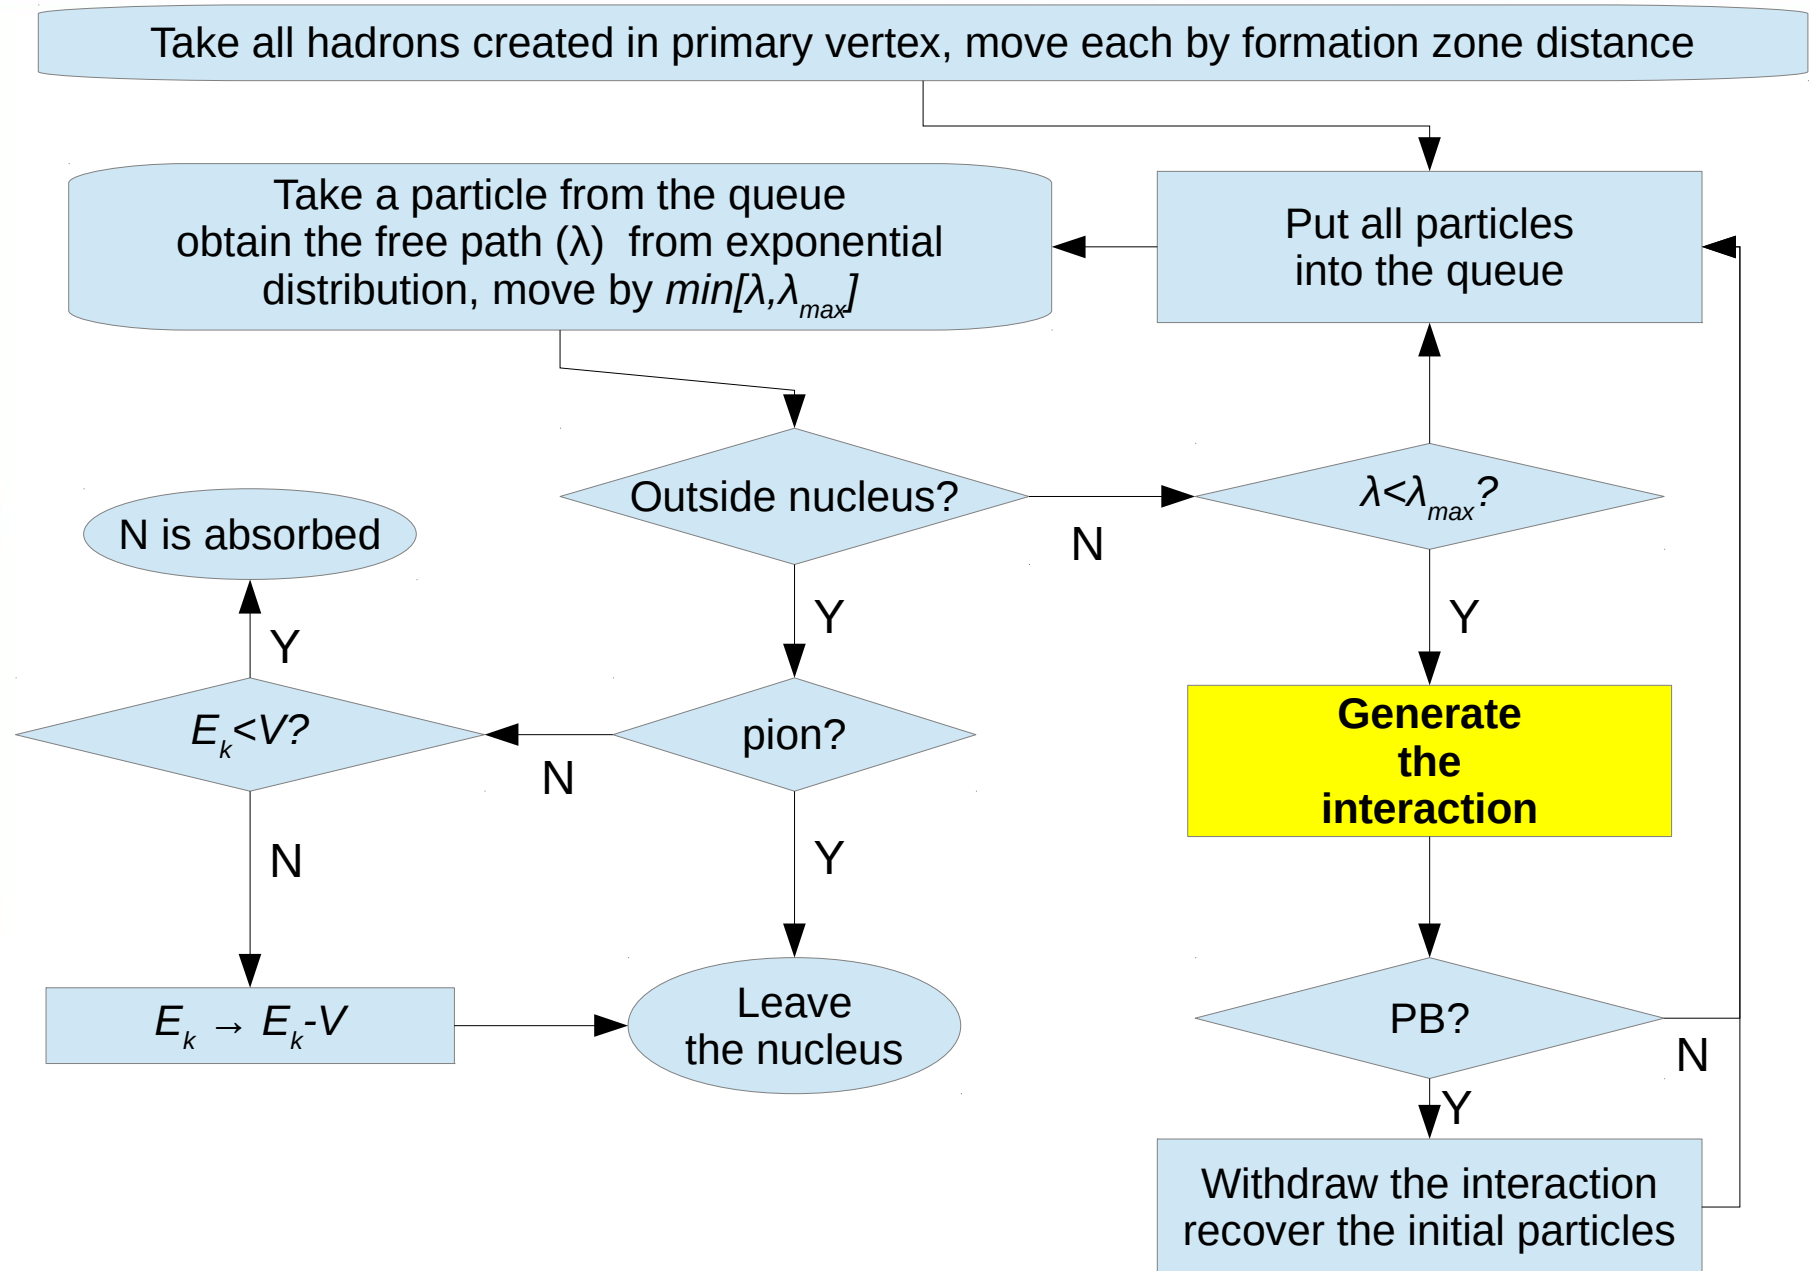 Take all hadrons created in primary vertex, move each by formation zone distance
Take a particle from the queue
obtain the free path (λ) from exponential
distribution, move by min[λ,λmax]
Put all particles
into the queue
Outside nucleus?
N
λ<λmax?
N is absorbed
Y
Y
Y
Ek<V?
N
pion?
Generate
the
interaction
N
Y
Ek → Ek-V
Leave
the nucleus
PB?
N
Y
Withdraw the interaction
recover the initial particles